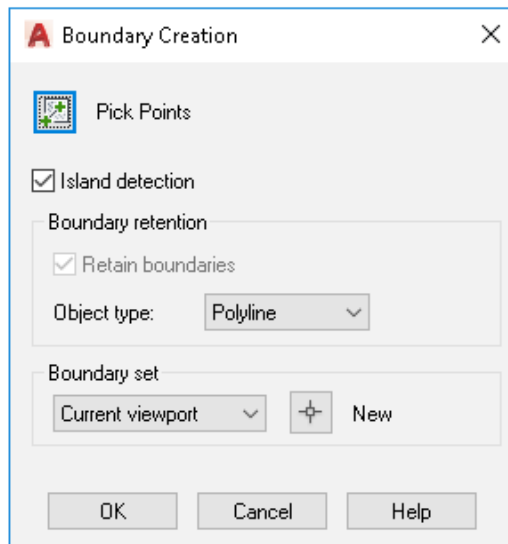 Boundary Creation
Pick Points
Island detection
Boundary retention
Retain boundaries
Object type: Polyline
Boundary set
Current viewport New
OK Cancel Help